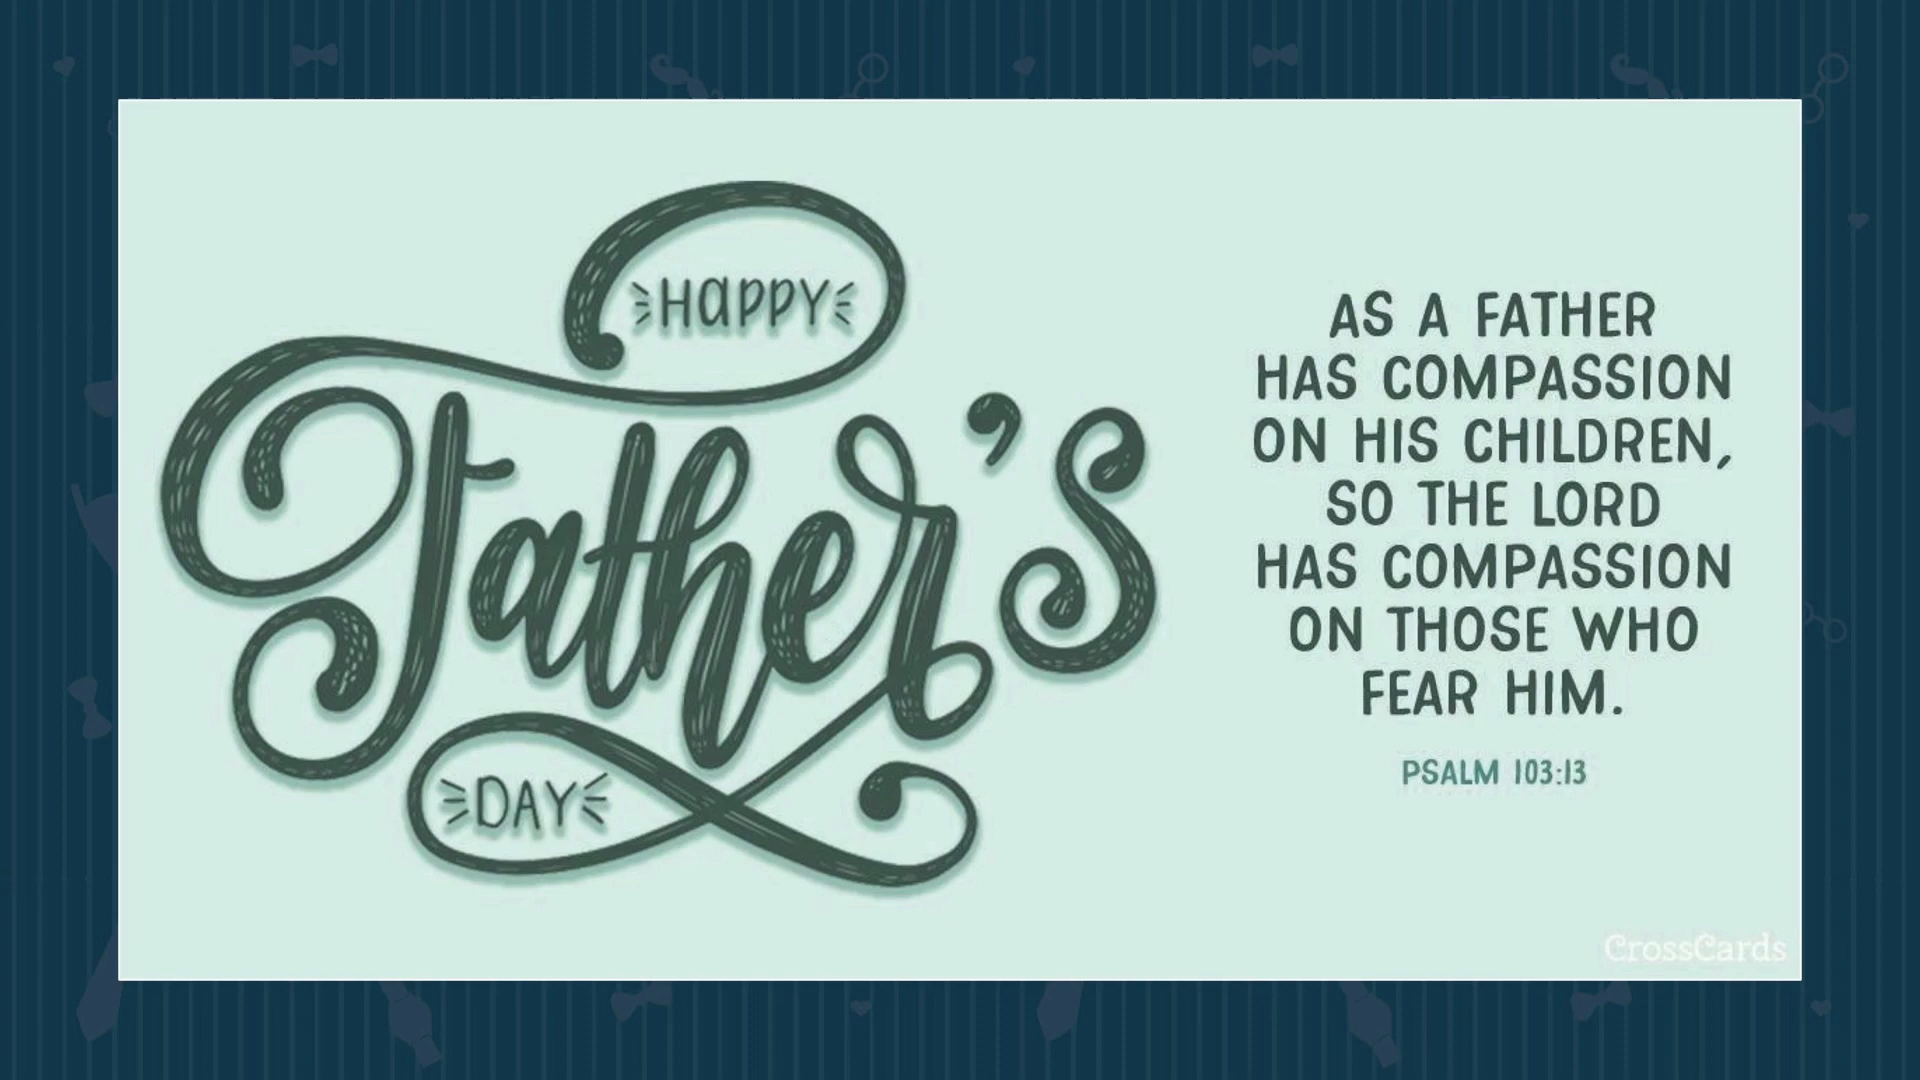 HAPPY
Father's
DAY
AS A FATHER
HAS COMPASSION
ON HIS CHILDREN,
SO THE LORD
HAS COMPASSION
ON THOSE WHO
FEAR HIM.
PSALM 103:13
CrossCards